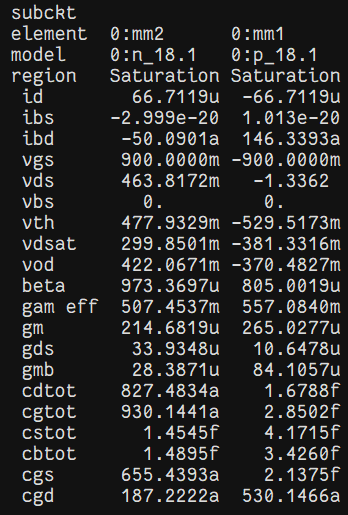 subckt
element 0:mm2 0:mm1
model 0:n_18.1 0:p_18.1
region Saturation Saturation
id 66.7119u -66.7119u
ibs -2.999e-20 1.013e-20
ibd -50.0901a 146.3393a
vgs 900.0000m -900.0000m
vds 463.8172m -1.3362
vbs 0. 0.
vth 477.9329m -529.5173m
vdsat 299.8501m -381.3316m
vod 422.0671m -370.4827m
beta 973.3697u 805.0019u
gam eff 507.4537m 557.0840m
gm 214.6819u 265.0277u
gds 33.9348u 10.6478u
gmb 28.3871u 84.1057u
cdtot 827.4834a 1.6788f
cgtot 930.1441a 2.8502f
cstot 1.4545f 4.1715f
cbtot 1.4895f 3.4260f
cgs 655.4393a 2.1375f
cgd 187.2222a 530.1466a